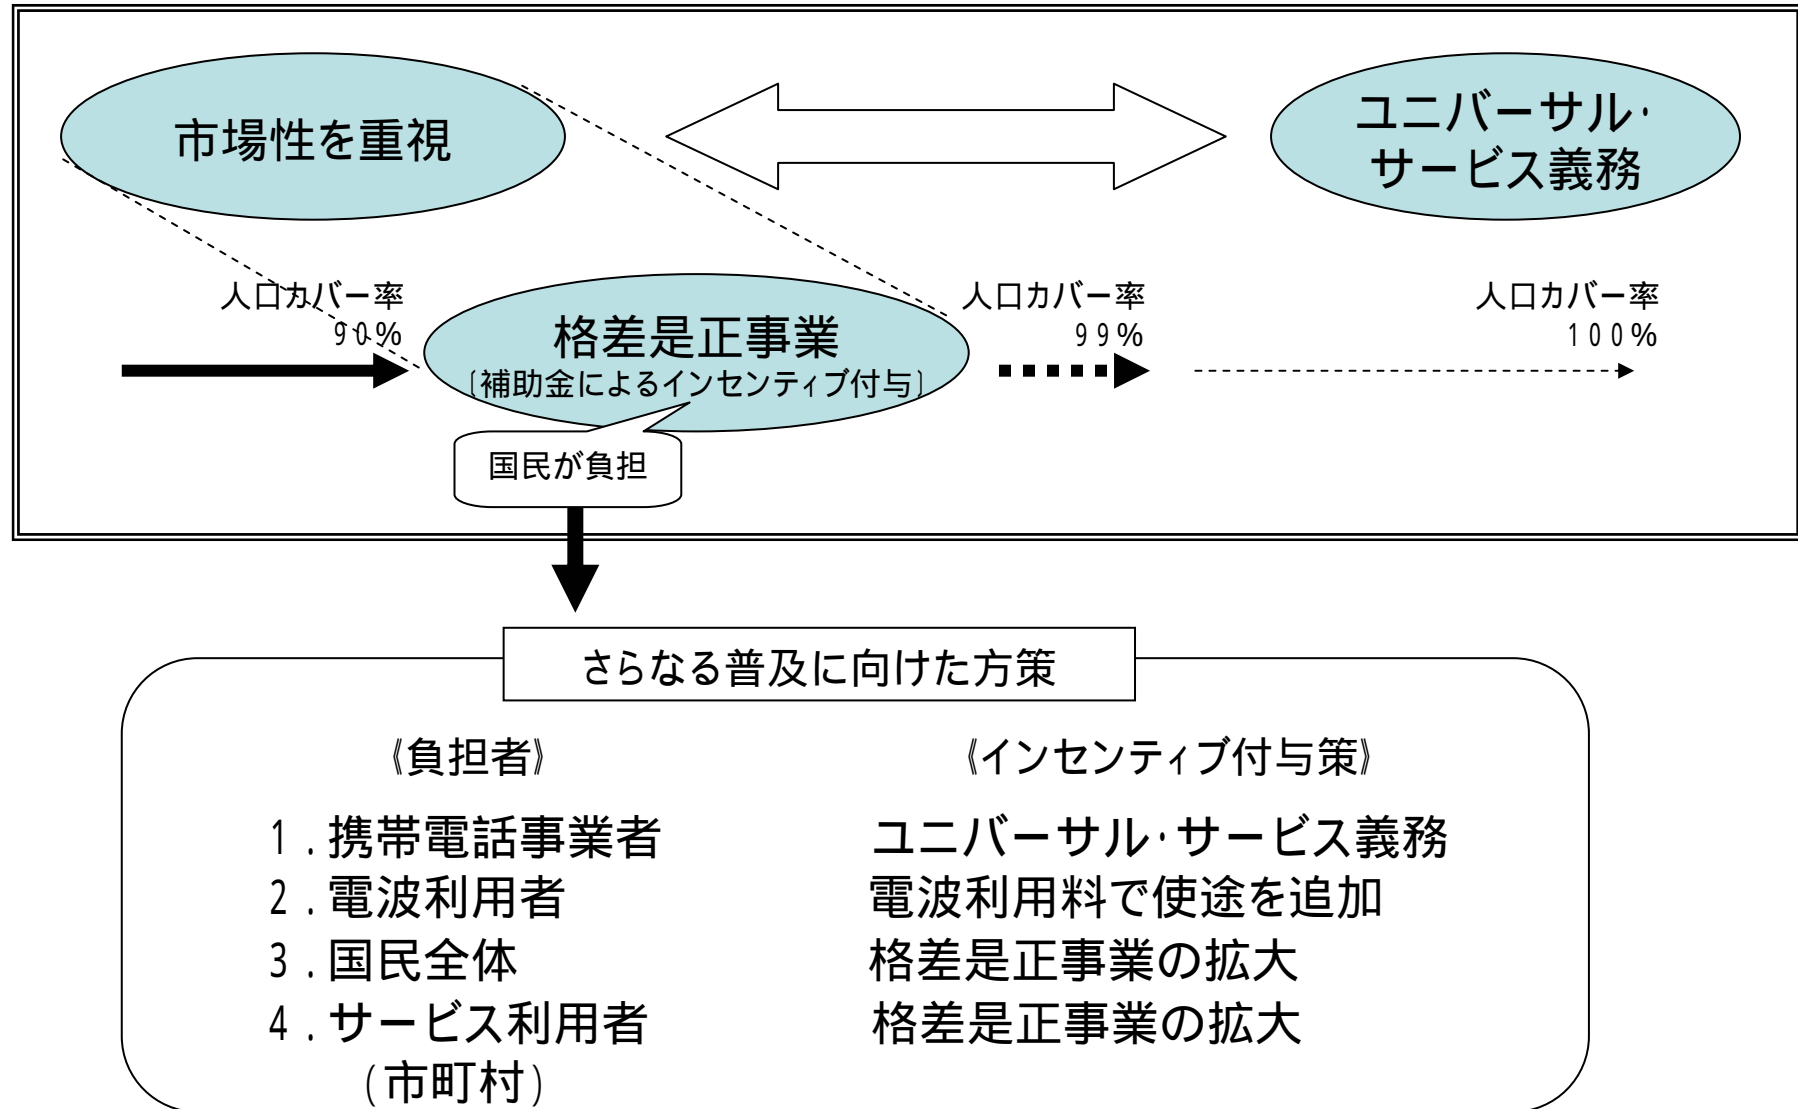 市場性を重視
ユニバーサル・
サービス義務
人口カバー率
90%
格差是正事業
〔補助金によるインセンティブ付与〕
人口カバー率
99%
人口カバー率
100%
国民が負担
さらなる普及に向けた方策
《負担者》
《インセンティブ付与策》
1.携帯電話事業者
ユニバーサル・サービス義務
2.電波利用者
電波利用料で使途を追加
3.国民全体
格差是正事業の拡大
4.サービス利用者
格差是正事業の拡大
(市町村)